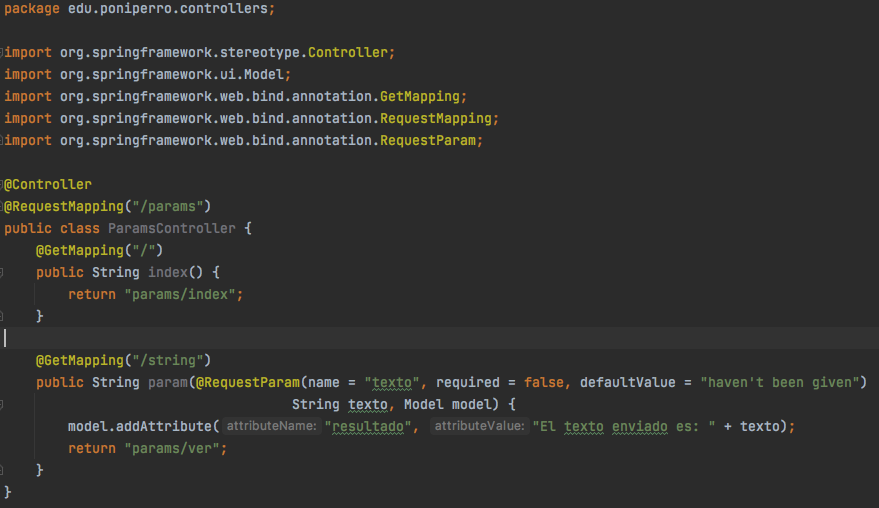 package edu.poniperro.controllers;
import org.springframework.stereotype.Controller;
import org.springframework.ui.Model;
import org.springframework.web.bind.annotation.GetMapping;
import org.springframework.web.bind.annotation.RequestMapping;
import org.springframework.web.bind.annotation.RequestParam;
@Controller
@RequestMapping("/params")
public class ParamsController {
    @GetMapping("/")
    public String index() {
        return "params/index";
    }
    @GetMapping("/string")
    public String param(@RequestParam(name = "texto", required = false, defaultValue = "haven't been given")
                                    String texto, Model model) {
        model.addAttribute( attributeName: "resultado", attributeValue: "El texto enviado es: " + texto);
        return "params/ver";
    }
}